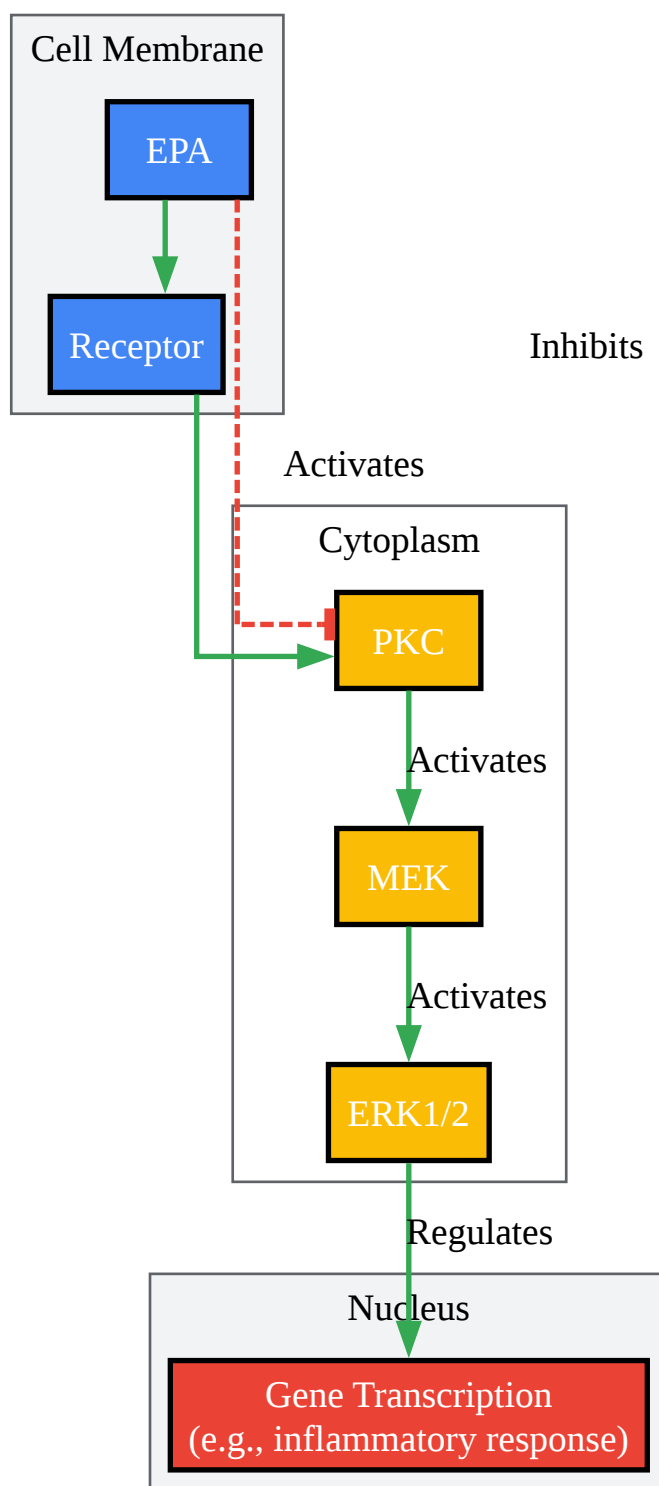 Cell Membrane
EPA
Receptor
Inhibits
Activates
Cytoplasm
PKC
Activates
MEK
Activates
ERK1/2
Regulates
Nucleus
Gene Transcription
(e.g., inflammatory response)